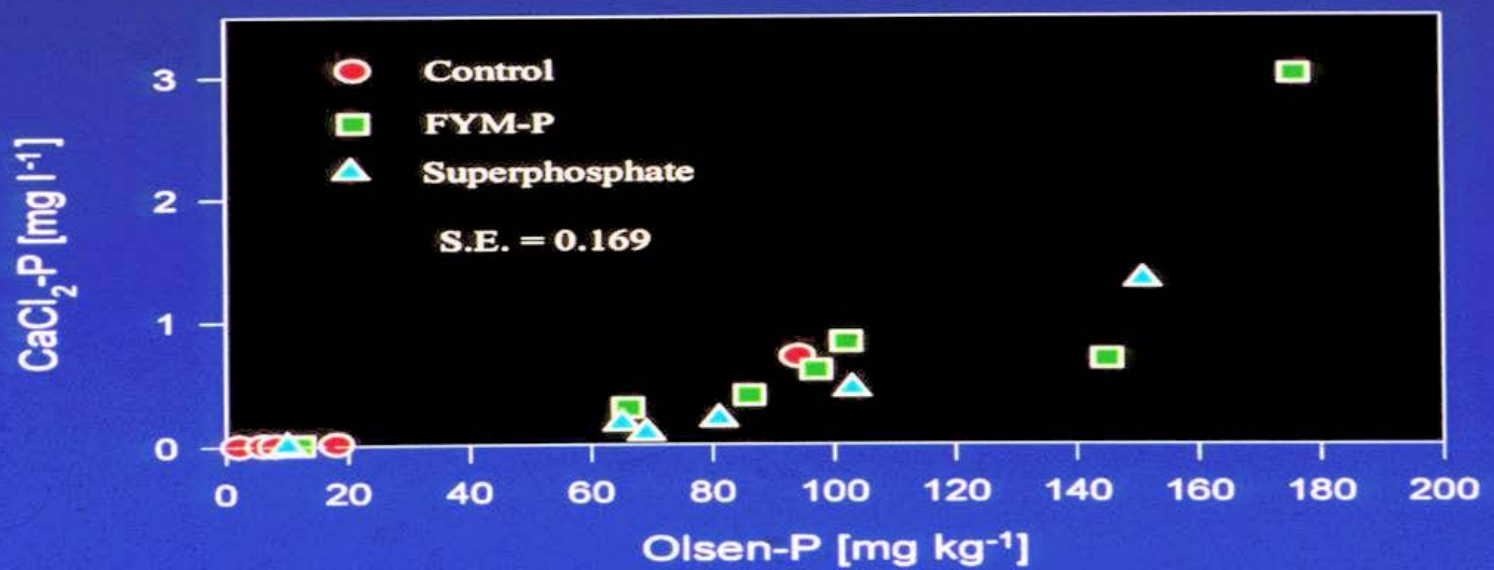 CaCl₂-P [mg l⁻¹]
3
2
1
0
Control
FYM-P
Superphosphate
S.E. = 0.169
0 20 40 60 80 100 120 140 160 180 200
Olsen-P [mg kg⁻¹]